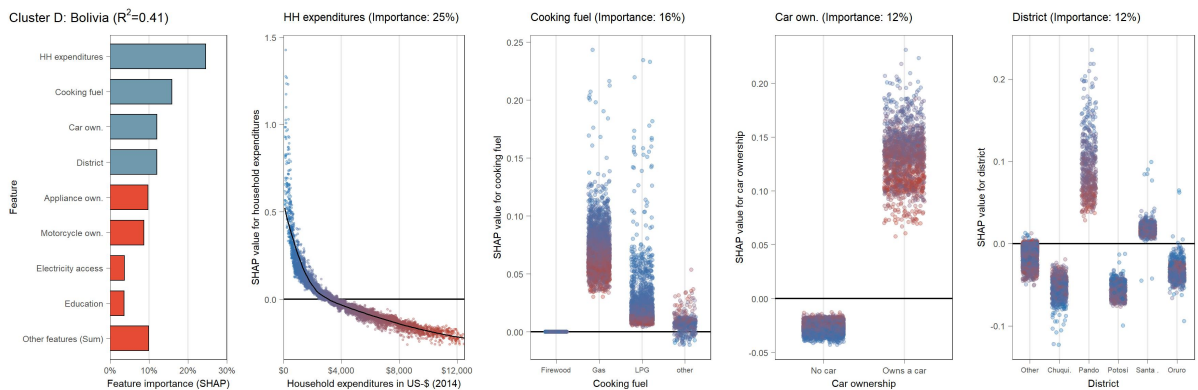 Cluster D: Bolivia (R²=0.41)
Feature
HH expenditures
Cooking fuel
Car own.
District
Appliance own.
Motorcycle own.
Electricity access
Education
Other features (Sum)
0% 10% 20% 30%
Feature importance (SHAP)
HH expenditures (Importance: 25%)
SHAP value for household expenditures
1.5
1.0
0.5
0.0
$0 $4,000 $8,000 $12,000
Household expenditures in US-$ (2014)
Cooking fuel (Importance: 16%)
SHAP value for cooking fuel
0.25
0.20
0.15
0.10
0.05
0.00
Firewood Gas LPG other
Cooking fuel
Car own. (Importance: 12%)
SHAP value for car ownership
0.20
0.15
0.10
0.05
0.00
-0.05
No car Owns a car
Car ownership
District (Importance: 12%)
SHAP value for district
0.2
0.1
0.0
-0.1
Other Chuqui. Pando Potosi Santa . Oruro
District